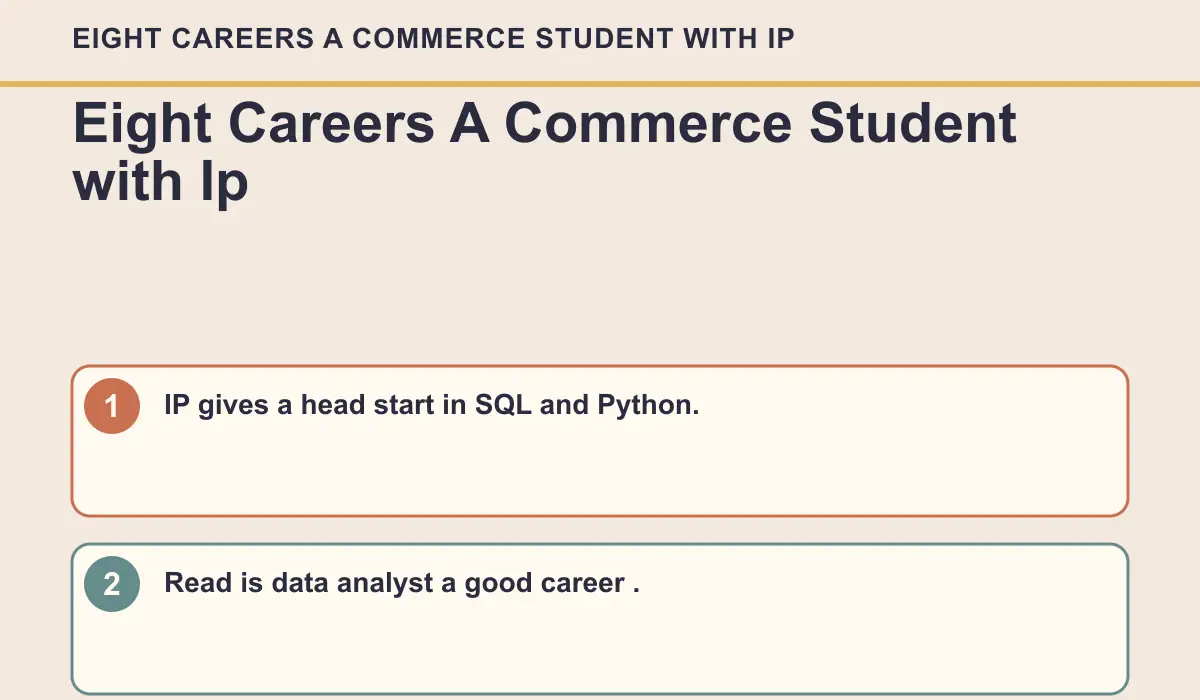 EIGHT CAREERS A COMMERCE STUDENT WITH IP
Eight Careers A Commerce Student
with Ip
1
IP gives a head start in SQL and Python.
2
Read is data analyst a good career .